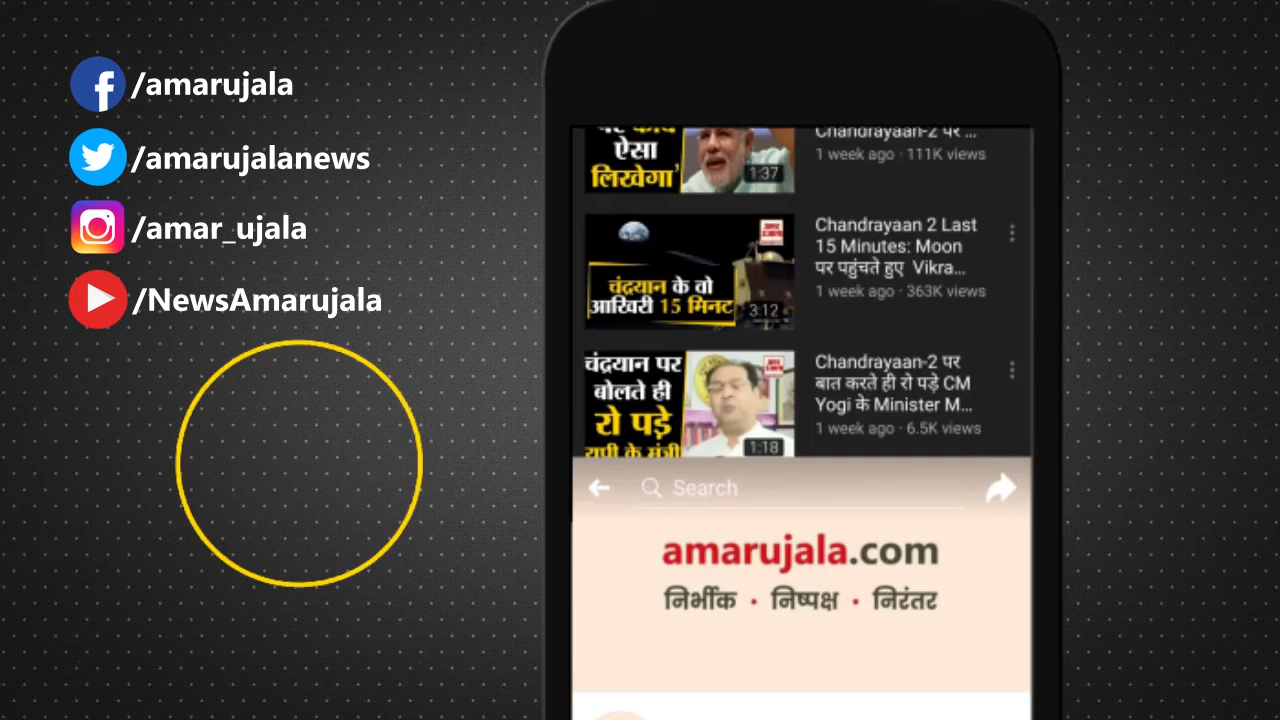 /amarujala
/amarujalanews
/amar_ujala
/NewsAmarujala
ऐसा
लिखेगा'
1:37
Chandrayaan-2 पर ...
1 week ago · 111K views
चंद्रयान के वो
आखिरी 15 मिनट
3:12
Chandrayaan 2 Last
15 Minutes: Moon
पर पहुंचते हुए Vikra...
1 week ago · 363K views
चंद्रयान पर
बोलते ही
रो पड़े
यूपी के मंत्री
1:18
Chandrayaan-2 पर
बात करते ही रो पड़े CM
Yogi के Minister M...
1 week ago · 6.5K views
Search
amarujala.com
निर्भीक • निष्पक्ष • निरंतर